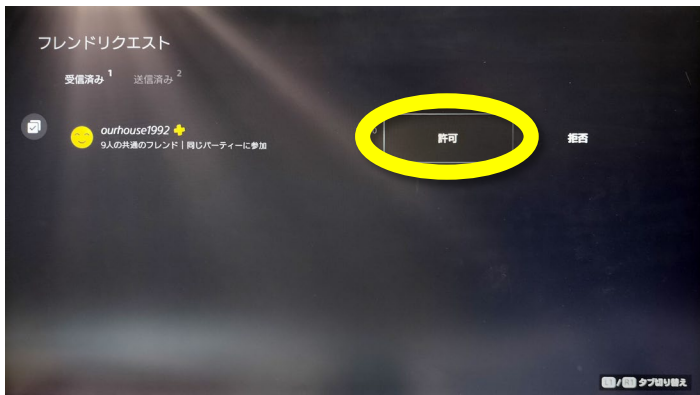 フレンドリクエスト
受信済み 1 送信済み 2
ourhouse1992
9人の共通のフレンド | 同じパーティーに参加
許可 拒否
L1 / R1 タブ切り替え